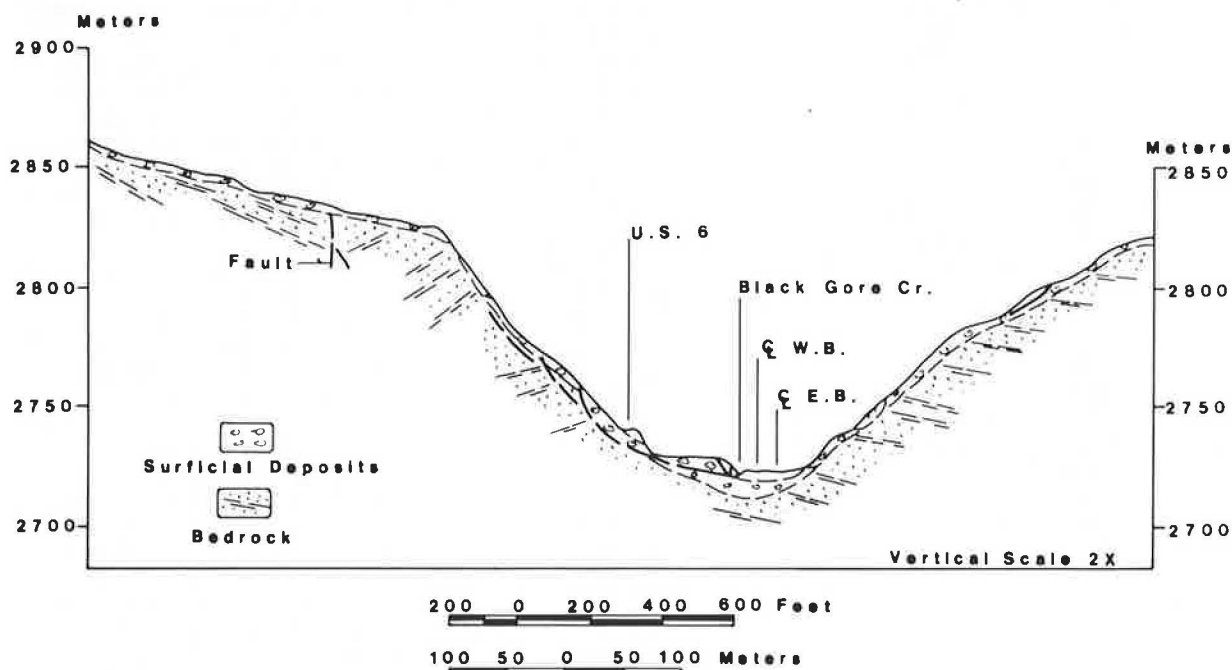 Meters
2900
2850
2800
2750
2700
Meters
2850
2800
2750
2700
Fault
U.S. 6
Black Gore Cr.
℄ W.B.
℄ E.B.
Surficial Deposits
Bedrock
Vertical Scale 2X
200 0 200 400 600 Feet
100 50 0 50 100 Meters